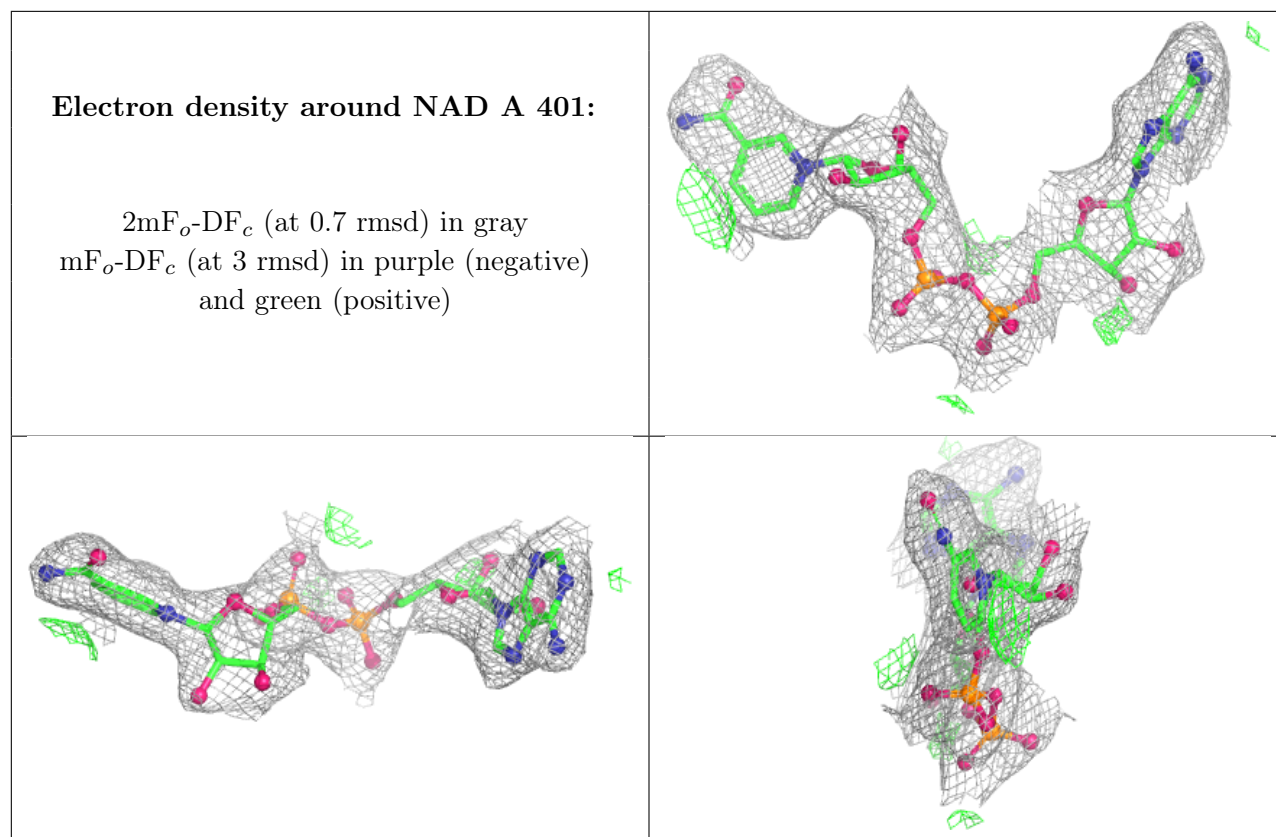 Electron density around NAD A 401:
2mFo-DFc (at 0.7 rmsd) in gray
mFo-DFc (at 3 rmsd) in purple (negative)
and green (positive)